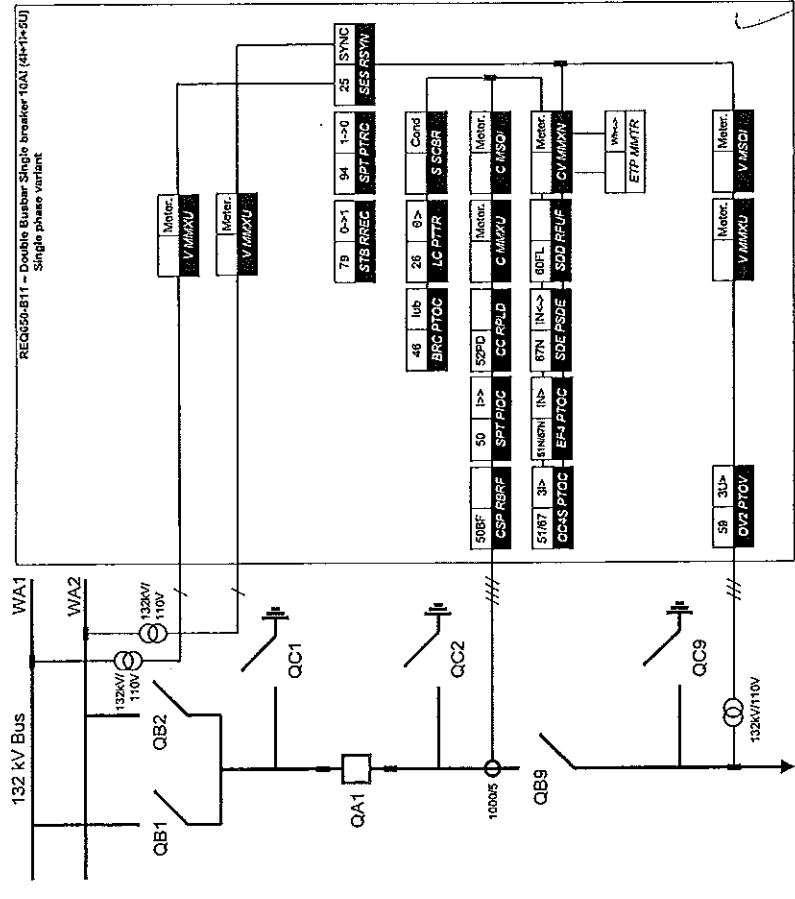 REQ650-B11 – Double Busbar Single breaker 10AI (4I+1I+5U)
Single phase variant
132 kV Bus
WA1
WA2
132kV/
110V
132kV/
110V
QB1
QB2
QC1
QA1
QC2
1000/5
QB9
QC9
132kV/110V
Meter.
V MMXU
Meter.
V MMXU
79 0->1
STB RREC
94 1->0
SPT PTRC
25 SYNC
SES RSYN
46 Iub
BRC PTOC
26 θ>
LC PTTR
Cond
S SCBR
50BF
CSP RBRF
50 I>>
SPT PIOC
52PD
CC RPLD
Meter.
C MMXU
Meter.
C MSQI
51/67 3I>
OC4S PTOC
51N/67N IN>
EF4 PTOC
67N IN<->
SDE PSDE
60FL
SDD RFUF
Meter.
CV MMXN
Wh<->
ETP MMTR
59 3U>
OV2 PTOV
Meter.
V MMXU
Meter.
V MSQI